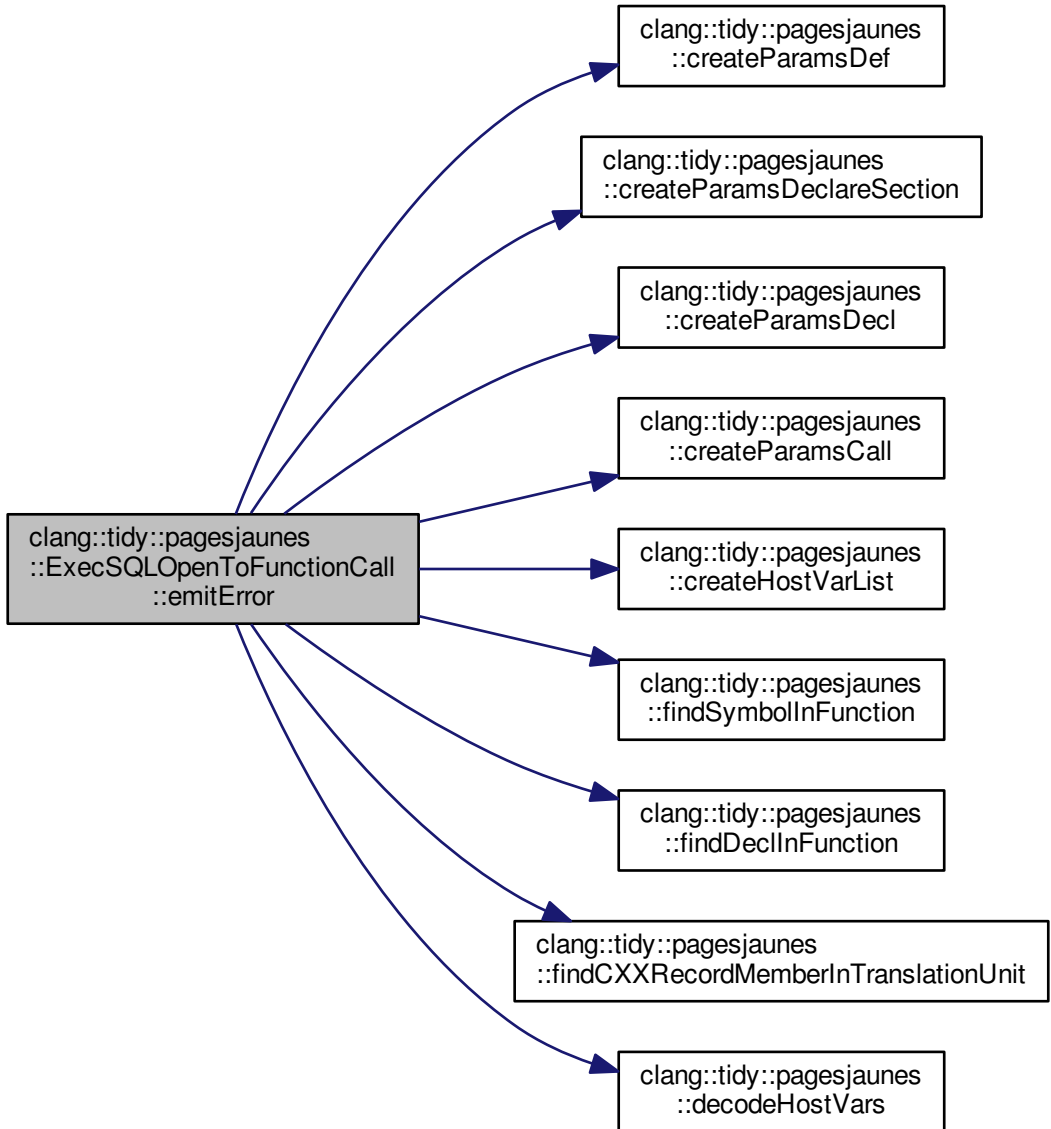 clang::tidy::pagesjaunes
::createParamsDef
clang::tidy::pagesjaunes
::createParamsDeclareSection
clang::tidy::pagesjaunes
::createParamsDecl
clang::tidy::pagesjaunes
::createParamsCall
clang::tidy::pagesjaunes
::ExecSQLOpenToFunctionCall
::emitError
clang::tidy::pagesjaunes
::createHostVarList
clang::tidy::pagesjaunes
::findSymbolInFunction
clang::tidy::pagesjaunes
::findDeclInFunction
clang::tidy::pagesjaunes
::findCXXRecordMemberInTranslationUnit
clang::tidy::pagesjaunes
::decodeHostVars